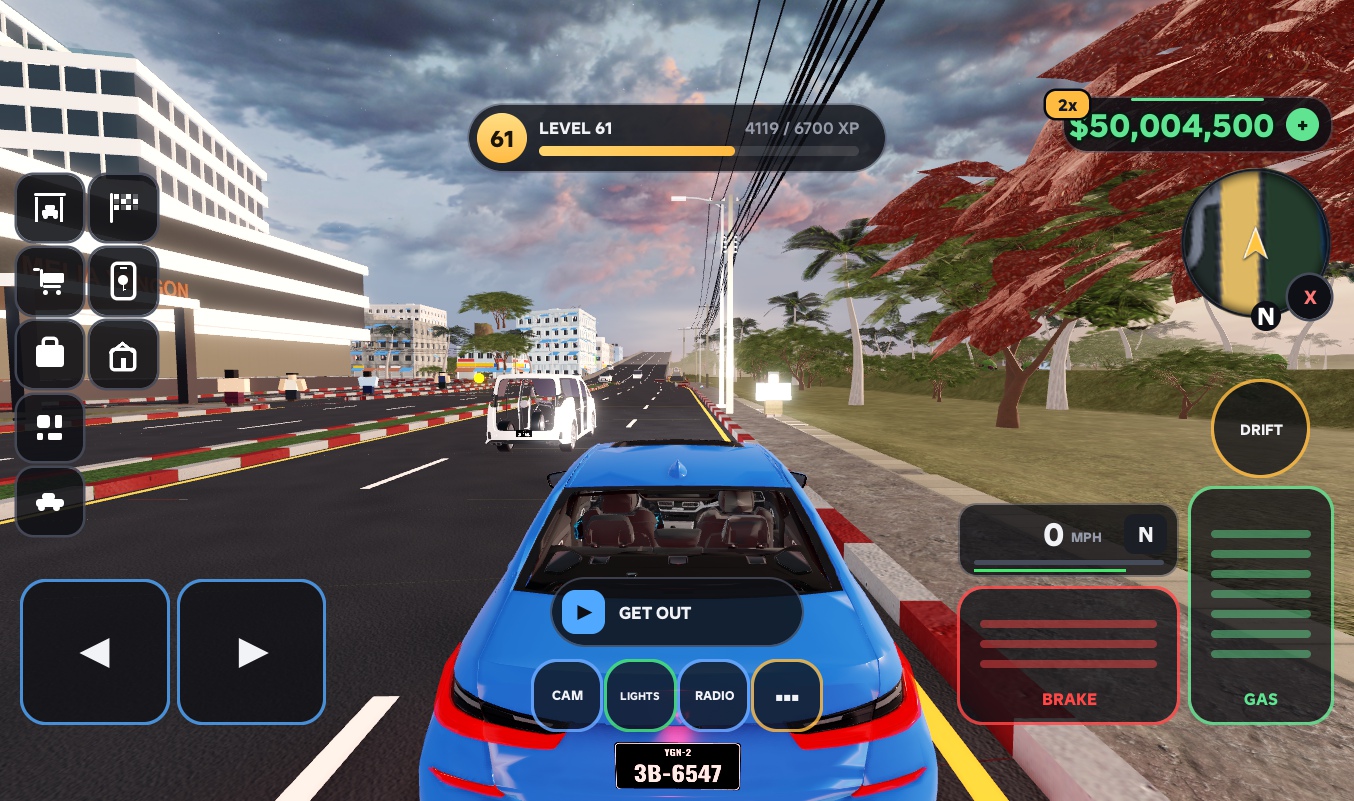 61
LEVEL 61
4119 / 6700 XP
2x
$50,004,500
+
X
N
DRIFT
0 MPH
N
GET OUT
CAM
LIGHTS
RADIO
BRAKE
GAS
YGN-2
3B-6547